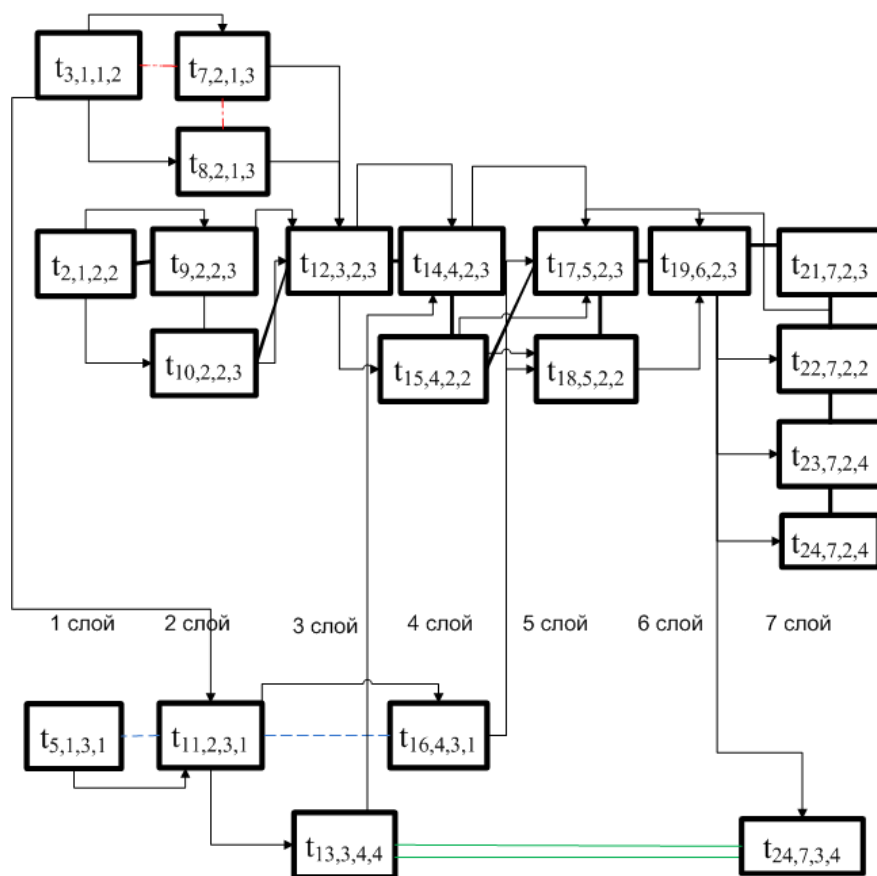 t3,1,1,2
t7,2,1,3
t8,2,1,3
t2,1,2,2
t9,2,2,3
t12,3,2,3
t14,4,2,3
t17,5,2,3
t19,6,2,3
t21,7,2,3
t10,2,2,3
t15,4,2,2
t18,5,2,2
t22,7,2,2
t23,7,2,4
t24,7,2,4
1 слой
2 слой
3 слой
4 слой
5 слой
6 слой
7 слой
t5,1,3,1
t11,2,3,1
t16,4,3,1
t13,3,4,4
t24,7,3,4